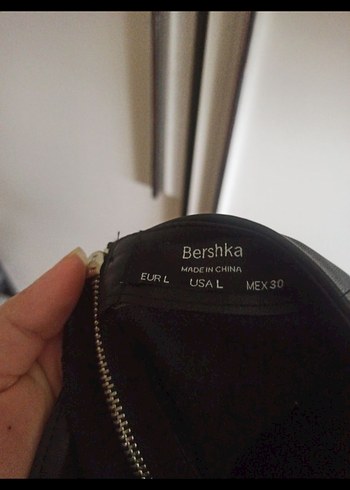 Bershka
MADE IN CHINA
EUR L USA L MEX 30